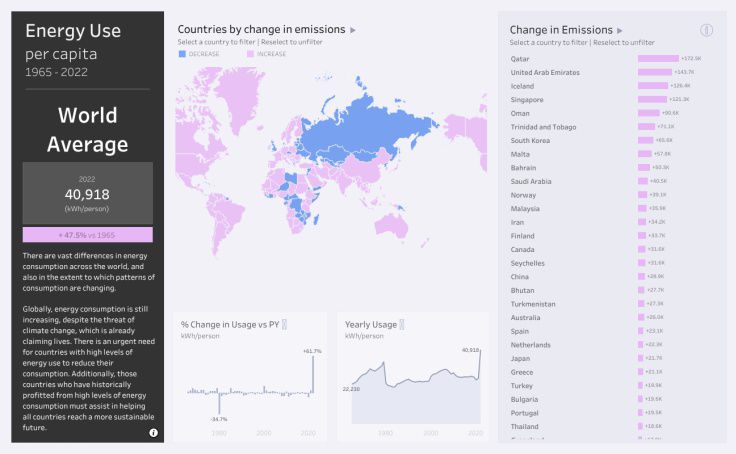 Energy Use
per capita
1965 - 2022
World
Average
2022
40,918
(kWh/person)
+ 47.5% vs 1965
There are vast differences in energy
consumption across the world, and
also in the extent to which patterns of
consumption are changing.
Globally, energy consumption is still
increasing, despite the threat of
climate change, which is already
claiming lives. There is an urgent need
for countries with high levels of
energy use to reduce their
consumption. Additionally, those
countries who have historically
profitted from high levels of energy
consumption must assist in helping
all countries reach a more sustainable
future.
Countries by change in emissions
Select a country to filter | Reselect to unfilter
DECREASE INCREASE
% Change in Usage vs PY
kWh/person
+61.7%
-34.7%
1980 2000 2020
Yearly Usage
kWh/person
40,918
22,230
1980 2000 2020
Change in Emissions
Select a country to filter | Reselect to unfilter
Qatar +172.9K
United Arab Emirates +143.7K
Iceland +126.4K
Singapore +121.3K
Oman +90.6K
Trinidad and Tobago +71.1K
South Korea +65.6K
Malta +57.8K
Bahrain +50.3K
Saudi Arabia +40.5K
Norway +39.1K
Malaysia +35.9K
Iran +34.2K
Finland +33.7K
Canada +31.6K
Seychelles +31.6K
China +28.9K
Bhutan +27.7K
Turkmenistan +27.3K
Australia +26.0K
Spain +23.1K
Netherlands +22.3K
Japan +21.7K
Greece +21.1K
Turkey +19.9K
Bulgaria +19.6K
Portugal +19.5K
Thailand +18.6K